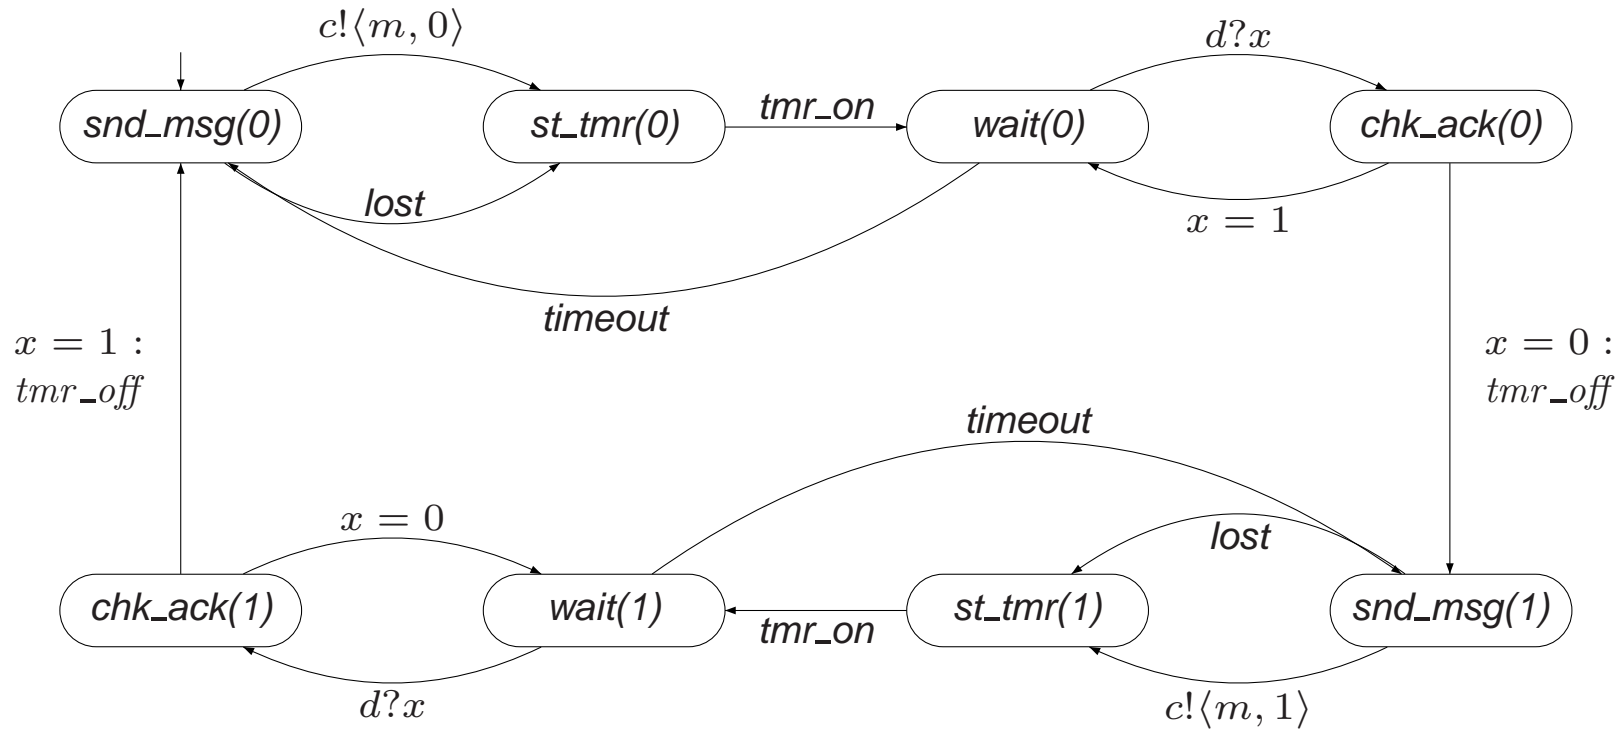 c!⟨m, 0⟩
d?x
snd_msg(0)
st_tmr(0)
tmr_on
wait(0)
chk_ack(0)
lost
x = 1
timeout
x = 1 :
tmr_off
x = 0 :
tmr_off
timeout
x = 0
lost
chk_ack(1)
wait(1)
tmr_on
st_tmr(1)
snd_msg(1)
d?x
c!⟨m, 1⟩